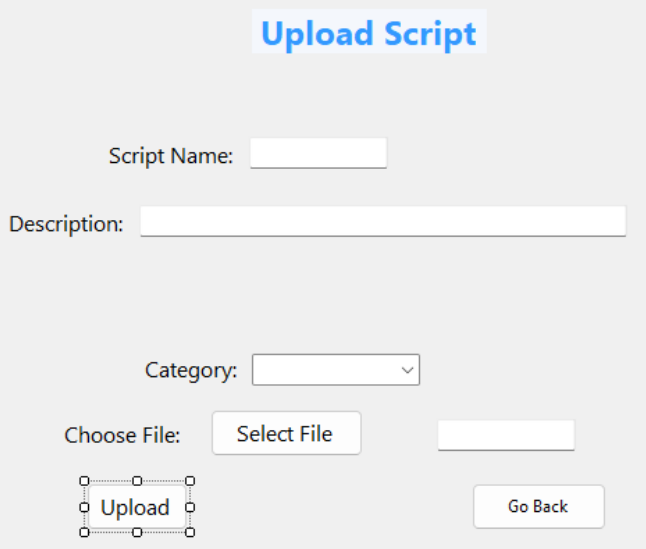 Upload Script
Script Name:
Description:
Category:
Choose File: Select File
Upload Go Back